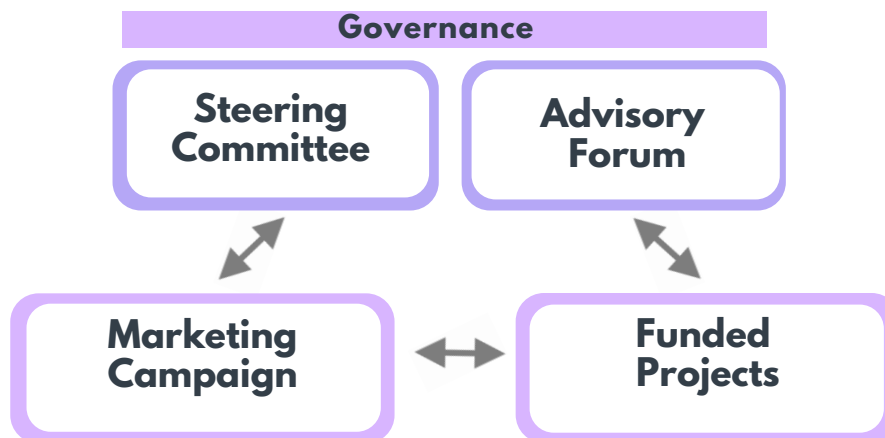 Governance
Steering
Committee
Advisory
Forum
Marketing
Campaign
Funded
Projects